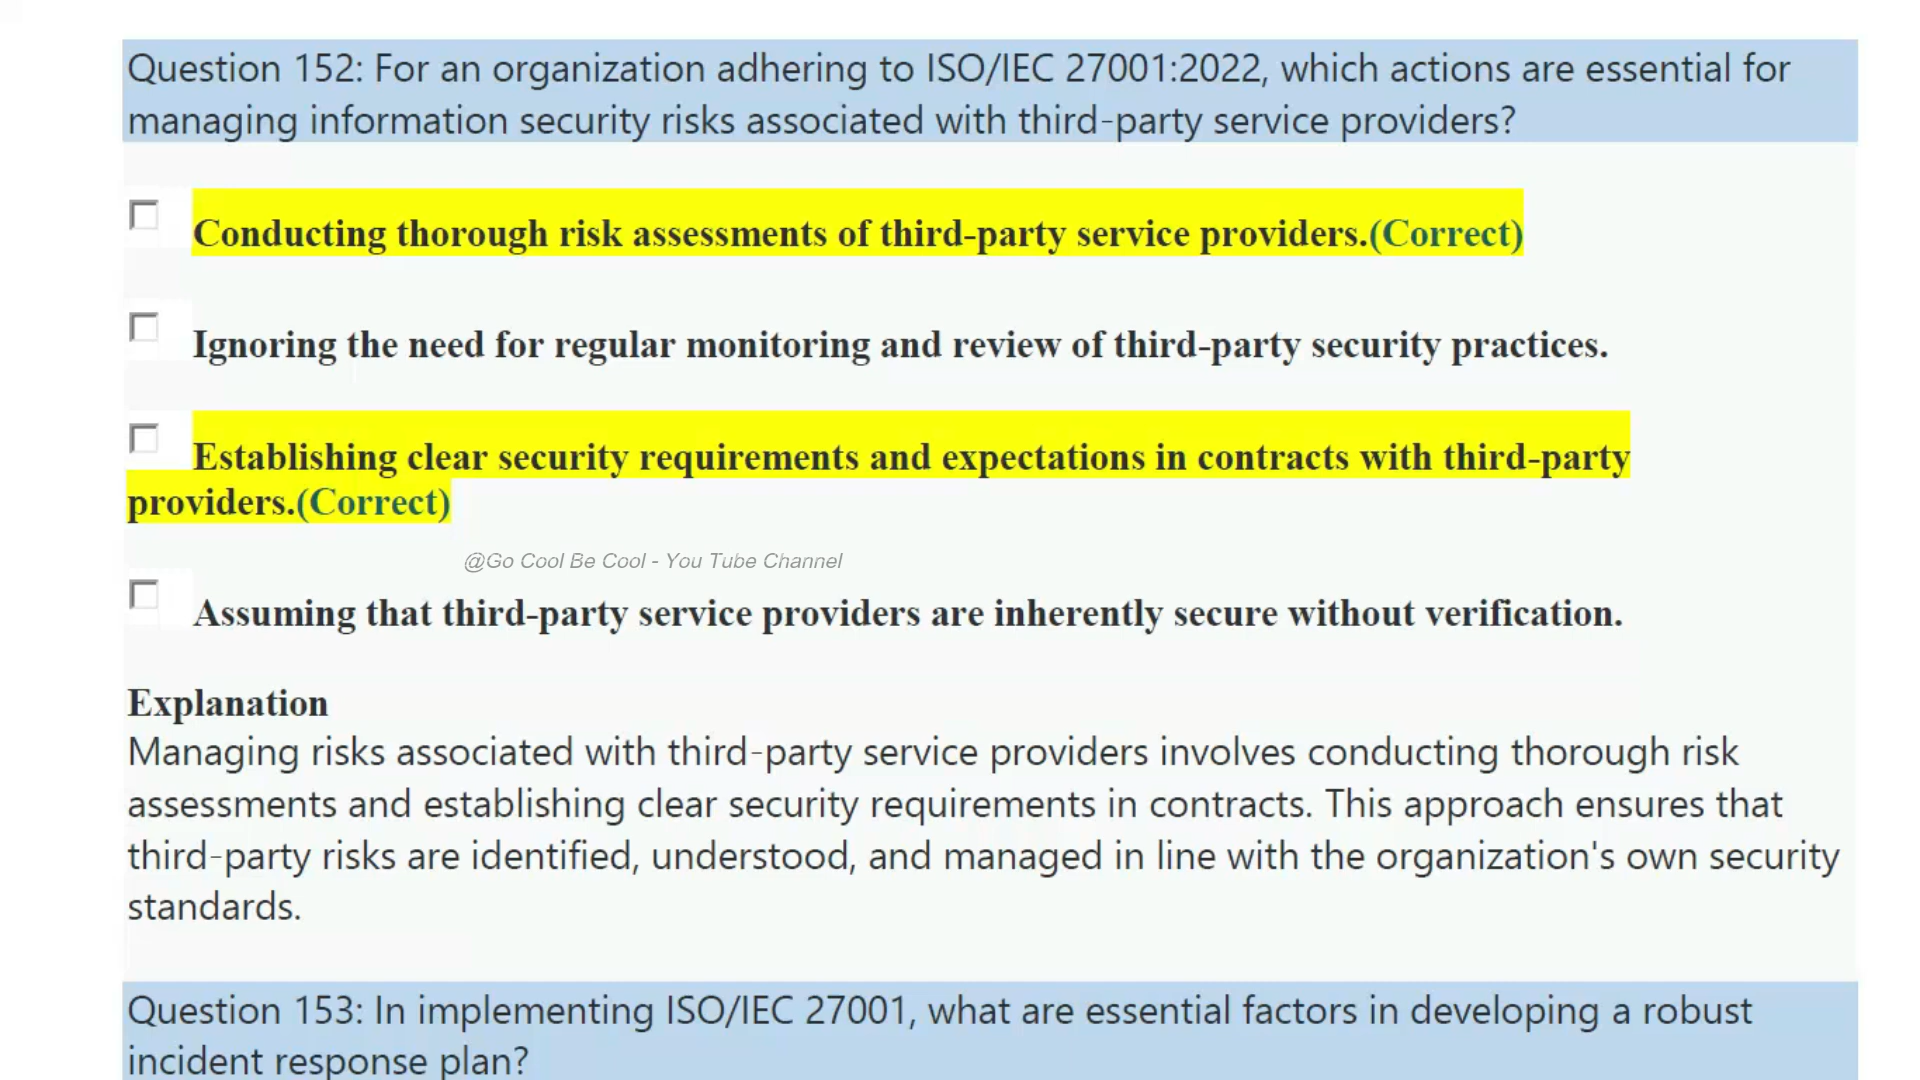 Question 152: For an organization adhering to ISO/IEC 27001:2022, which actions are essential for
managing information security risks associated with third-party service providers?
Conducting thorough risk assessments of third-party service providers.(Correct)
Ignoring the need for regular monitoring and review of third-party security practices.
Establishing clear security requirements and expectations in contracts with third-party
providers.(Correct)
@Go Cool Be Cool - You Tube Channel
Assuming that third-party service providers are inherently secure without verification.
Explanation
Managing risks associated with third-party service providers involves conducting thorough risk
assessments and establishing clear security requirements in contracts. This approach ensures that
third-party risks are identified, understood, and managed in line with the organization's own security
standards.
Question 153: In implementing ISO/IEC 27001, what are essential factors in developing a robust
incident response plan?